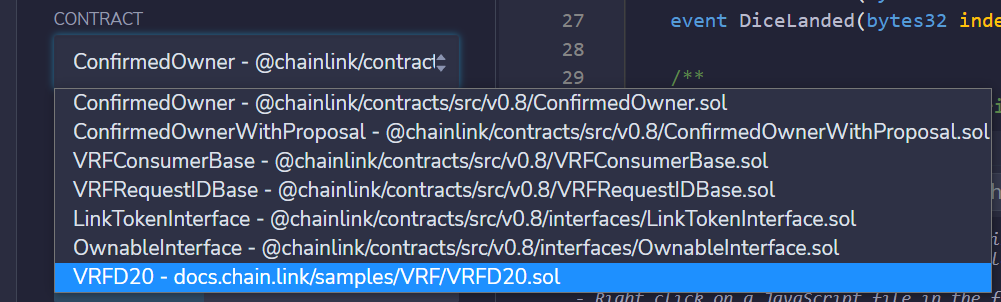 CONTRACT
ConfirmedOwner - @chainlink/contract
ConfirmedOwner - @chainlink/contracts/src/v0.8/ConfirmedOwner.sol
ConfirmedOwnerWithProposal - @chainlink/contracts/src/v0.8/ConfirmedOwnerWithProposal.sol
VRFConsumerBase - @chainlink/contracts/src/v0.8/VRFConsumerBase.sol
VRFRequestIDBase - @chainlink/contracts/src/v0.8/VRFRequestIDBase.sol
LinkTokenInterface - @chainlink/contracts/src/v0.8/interfaces/LinkTokenInterface.sol
OwnableInterface - @chainlink/contracts/src/v0.8/interfaces/OwnableInterface.sol
VRFD20 - docs.chain.link/samples/VRF/VRFD20.sol
27 event DiceLanded(bytes32 inde
28
29 /**
- Right click on a JavaScript file in the f